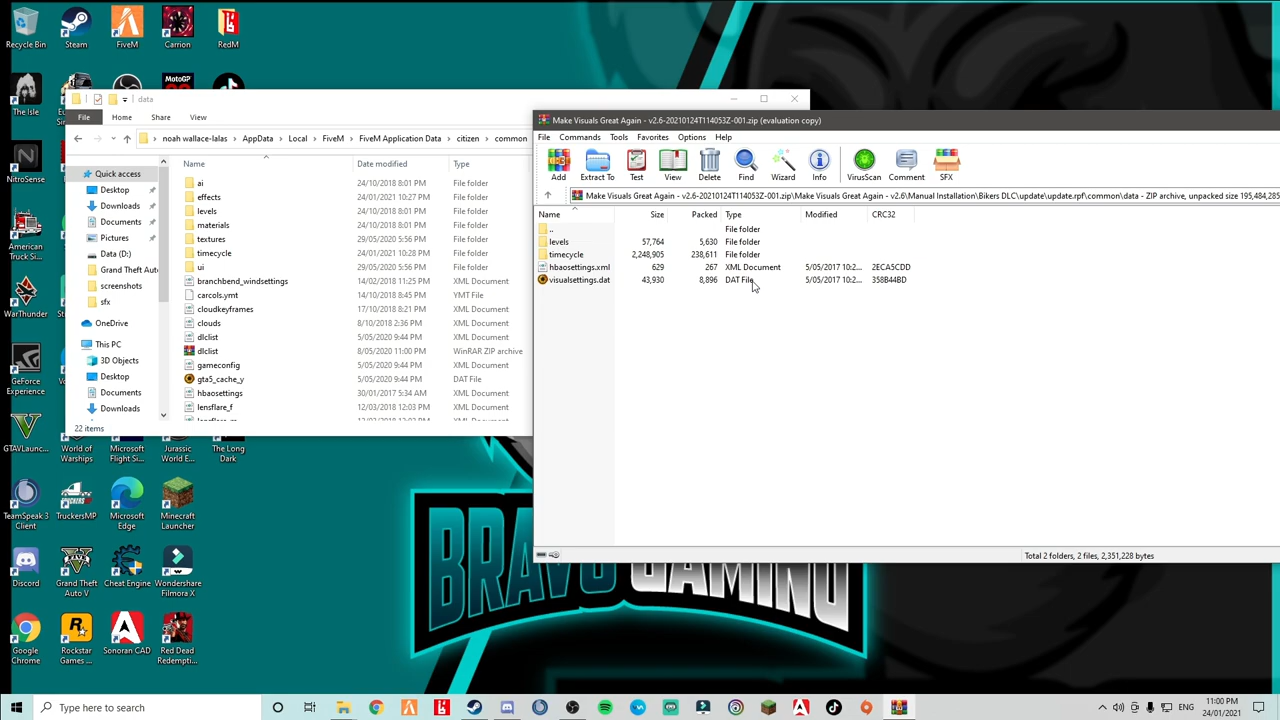 Recycle Bin
Steam
FiveM
Carrion
RedM
The Isle
NitroSense
American
Truck Si...
WarThunder
GeForce
Experience
GTAVLaunc...
World of
Warships
Microsoft
Flight Si...
Jurassic
World E...
The Long
Dark
TeamSpeak 3
Client
TruckersMP
Microsoft
Edge
Minecraft
Launcher
Discord
Grand Theft
Auto V
Cheat Engine
Wondershare
Filmora X
Google
Chrome
Rockstar
Games ...
Sonoran CAD
Red Dead
Redempti...
data
File Home Share View
noah wallace-lalas > AppData > Local > FiveM > FiveM Application Data > citizen > common
Quick access
Desktop
Downloads
Documents
Pictures
Data (D:)
Grand Theft Auto
screenshots
sfx
OneDrive
This PC
3D Objects
Desktop
Documents
Downloads
Name Date modified Type
ai 24/10/2018 8:01 PM File folder
effects 24/01/2021 10:27 PM File folder
levels 24/10/2018 8:01 PM File folder
materials 24/10/2018 8:01 PM File folder
textures 29/05/2020 5:56 PM File folder
timecycle 24/01/2021 10:28 PM File folder
ui 29/05/2020 5:56 PM File folder
branchbend_windsettings 14/02/2018 11:25 PM XML Document
carcols.ymt 14/10/2018 8:45 PM YMT File
cloudkeyframes 17/10/2018 8:21 PM XML Document
clouds 8/10/2018 2:36 PM XML Document
dlclist 5/05/2020 9:44 PM XML Document
dlclist 8/05/2020 11:00 PM WinRAR ZIP archive
gameconfig 5/05/2020 9:44 PM XML Document
gta5_cache_y 5/05/2020 9:44 PM DAT File
hbaosettings 30/01/2017 5:34 AM XML Document
lensflare_f 12/03/2018 12:03 PM XML Document
22 items
Make Visuals Great Again - v2.6-20210124T114053Z-001.zip (evaluation copy)
File Commands Tools Favorites Options Help
Add Extract To Test View Delete Find Wizard Info VirusScan Comment SFX
Make Visuals Great Again - v2.6-20210124T114053Z-001.zip\Make Visuals Great Again - v2.6\Manual Installation\Bikers DLC\update\update.rpf\common\data - ZIP archive, unpacked size 195,484,285
Name Size Packed Type Modified CRC32
.. File folder
levels 57,764 5,630 File folder
timecycle 2,248,905 238,611 File folder
hbaosettings.xml 629 267 XML Document 5/05/2017 10:2... 2ECA5CDD
visualsettings.dat 43,930 8,896 DAT File 5/05/2017 10:2... 358B44BD
Total 2 folders, 2 files, 2,351,228 bytes
BRAVO GAMING
Type here to search
ENG
11:00 PM
24/01/2021